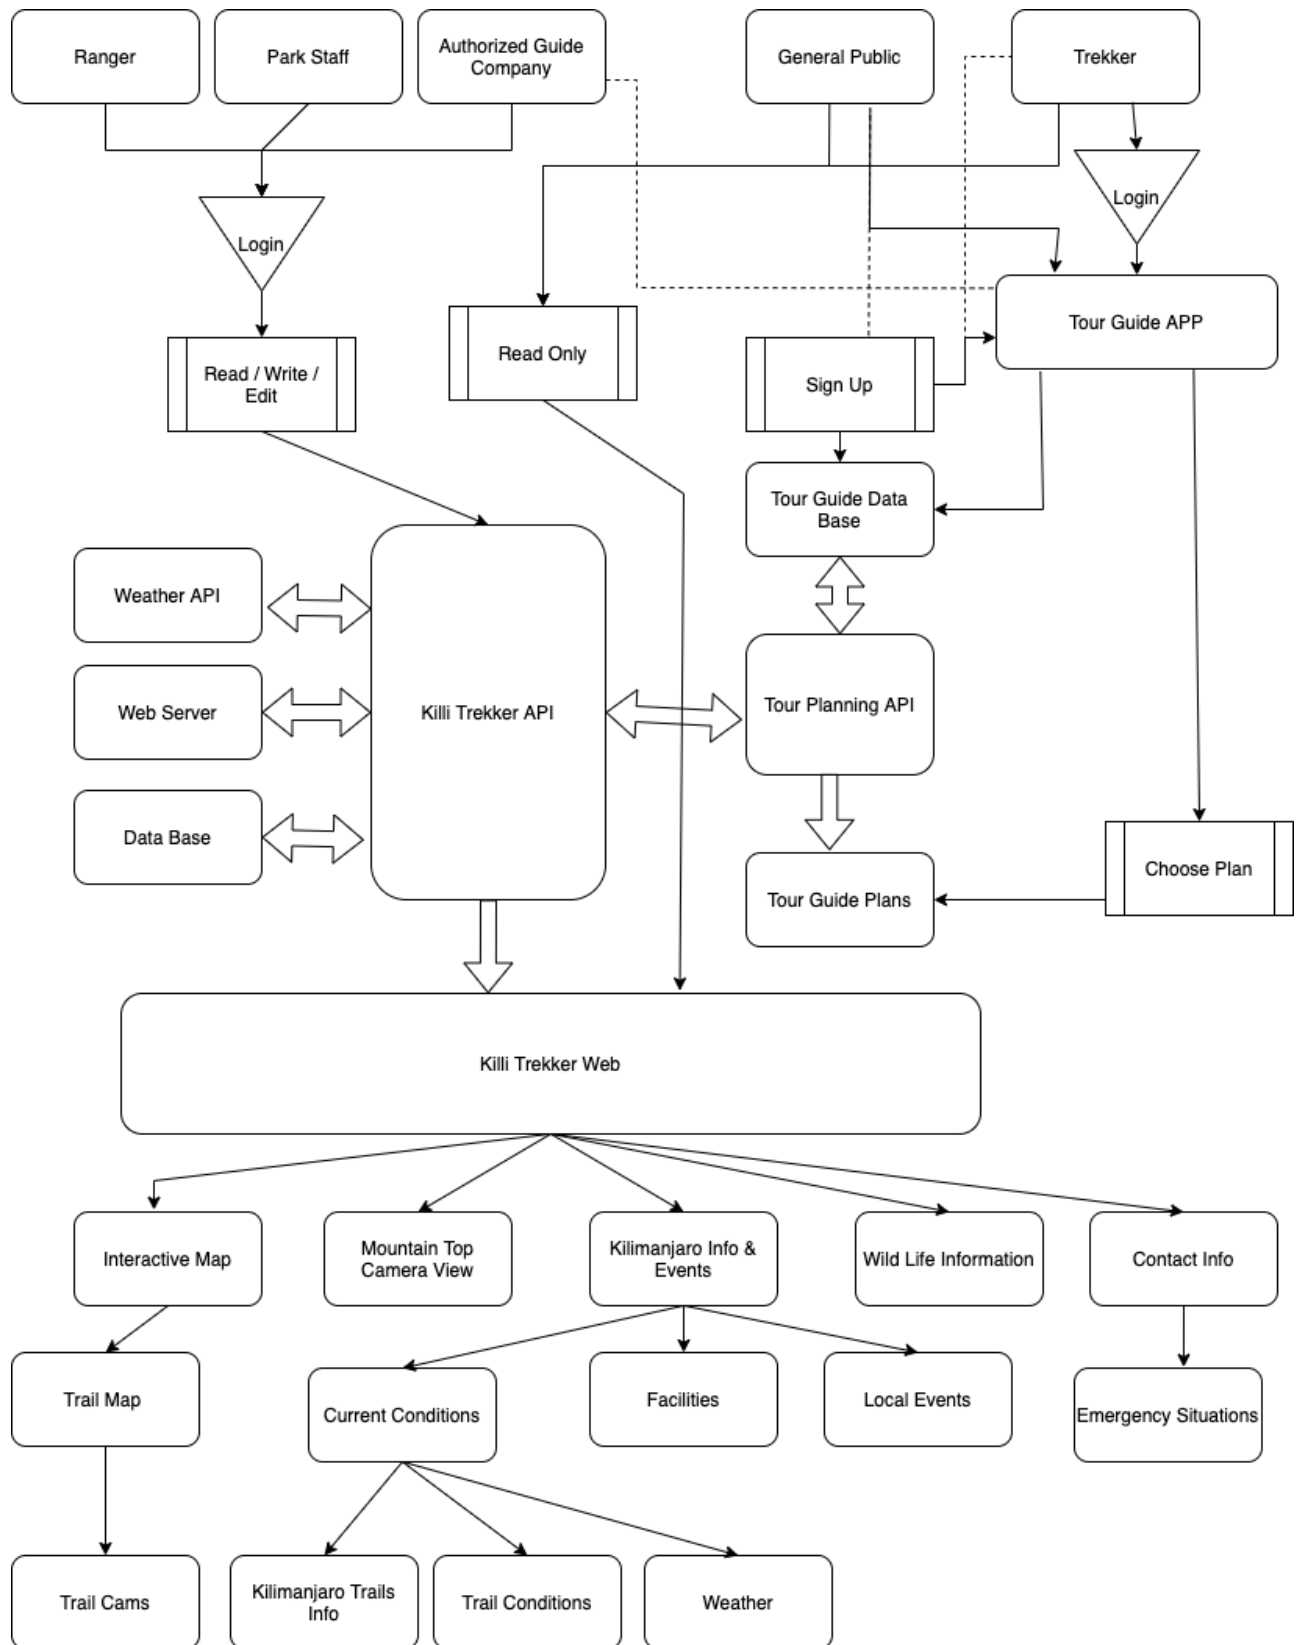 Ranger
Park Staff
Authorized Guide
Company
General Public
Trekker
Login
Login
Tour Guide APP
Read Only
Read / Write /
Edit
Sign Up
Tour Guide Data
Base
Weather API
Web Server
Killi Trekker API
Tour Planning API
Data Base
Choose Plan
Tour Guide Plans
Killi Trekker Web
Interactive Map
Mountain Top
Camera View
Kilimanjaro Info &
Events
Wild Life Information
Contact Info
Trail Map
Current Conditions
Facilities
Local Events
Emergency Situations
Trail Cams
Kilimanjaro Trails
Info
Trail Conditions
Weather